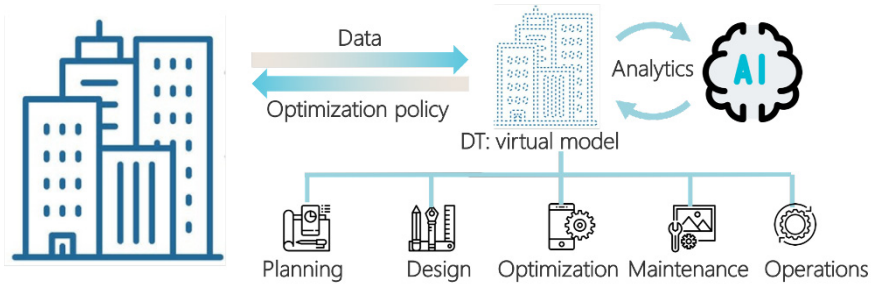 Data
Optimization policy
Analytics
AI
DT: virtual model
Planning
Design
Optimization
Maintenance
Operations